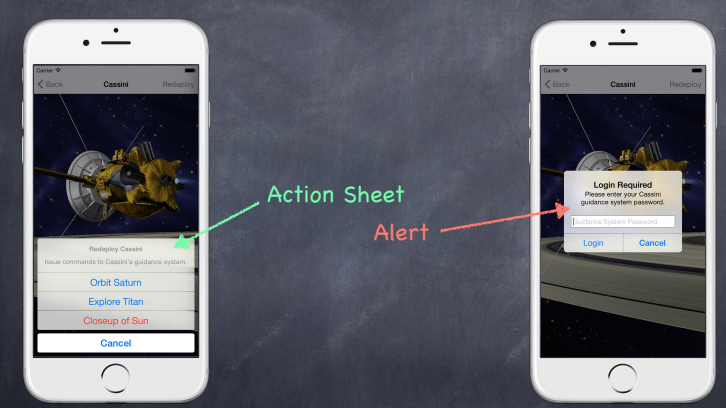 Carrier
Back Cassini Redeploy
Redeploy Cassini
Issue commands to Cassini's guidance system.
Orbit Saturn
Explore Titan
Closeup of Sun
Cancel
Action Sheet
Alert
Carrier
Back Cassini Redeploy
Login Required
Please enter your Cassini
guidance system password.
Guidance System Password
Login Cancel